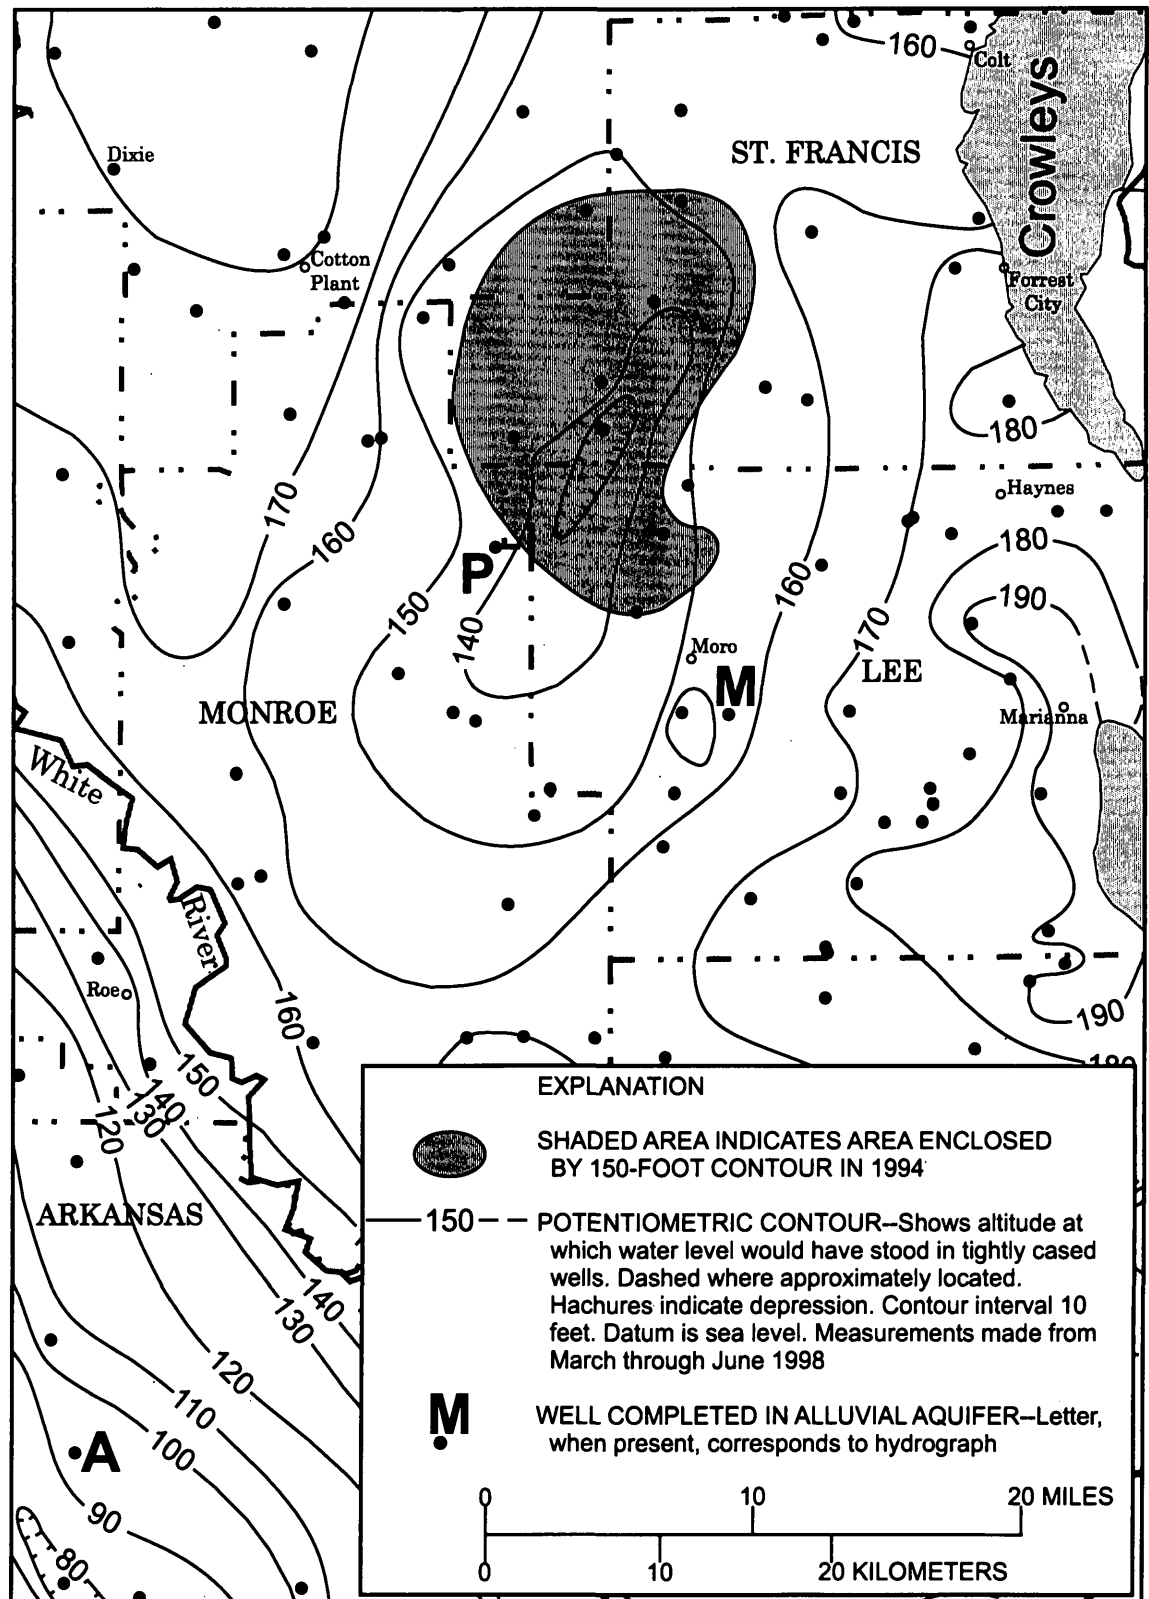 160
Colt
Crowleys
ST. FRANCIS
Dixie
Cotton
Plant
Forrest
City
180
Haynes
170
160
180
P
150
140
160
190
170
Moro
M
LEE
MONROE
Marianna
White
River
Roe
160
190
180
150
140
130
120
ARKANSAS
140
130
120
110
100
A
90
80
EXPLANATION
SHADED AREA INDICATES AREA ENCLOSED
BY 150-FOOT CONTOUR IN 1994
150
POTENTIOMETRIC CONTOUR--Shows altitude at
which water level would have stood in tightly cased
wells. Dashed where approximately located.
Hachures indicate depression. Contour interval 10
feet. Datum is sea level. Measurements made from
March through June 1998
M
WELL COMPLETED IN ALLUVIAL AQUIFER--Letter,
when present, corresponds to hydrograph
0 10 20 MILES
0 10 20 KILOMETERS